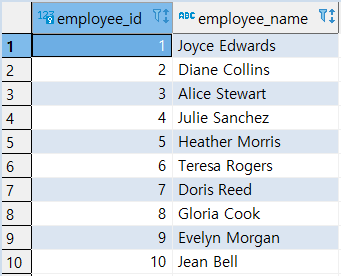 123 employee_id ABC employee_name
1 1 Joyce Edwards
2 2 Diane Collins
3 3 Alice Stewart
4 4 Julie Sanchez
5 5 Heather Morris
6 6 Teresa Rogers
7 7 Doris Reed
8 8 Gloria Cook
9 9 Evelyn Morgan
10 10 Jean Bell